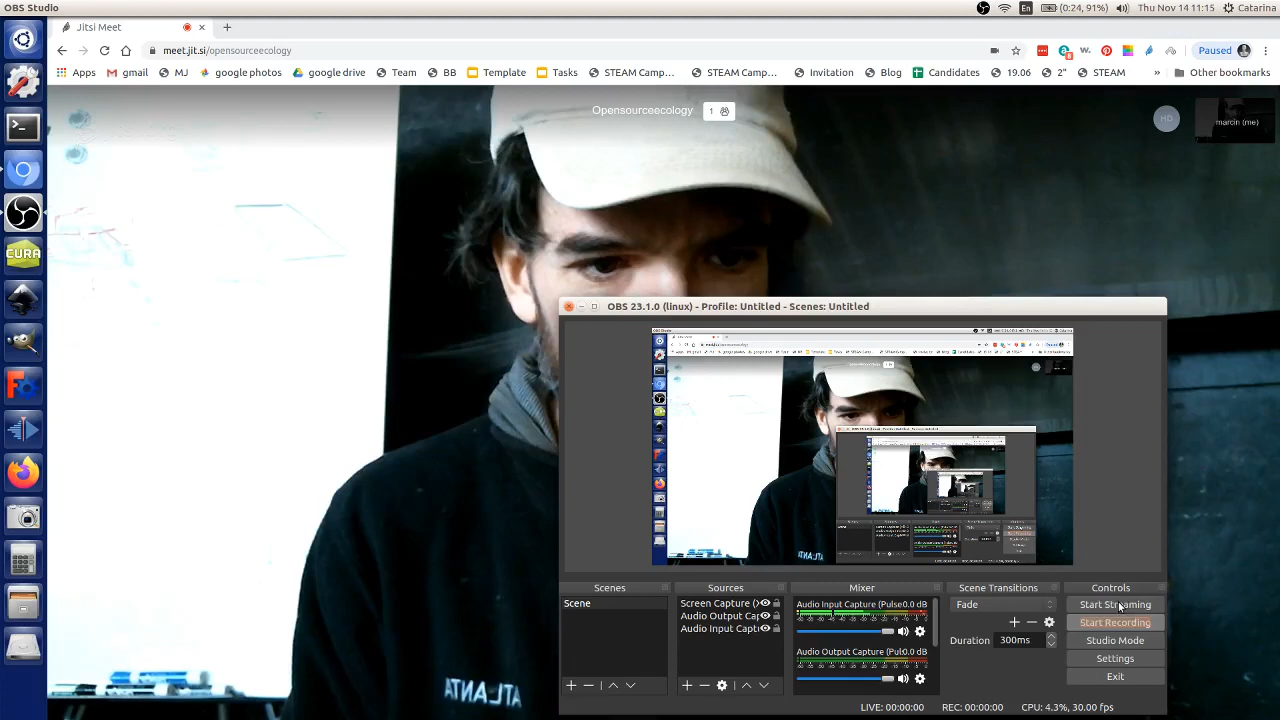 OBS Studio
En
(0:24, 91%)
Thu Nov 14 11:15
Catarina
Jitsi Meet
meet.jit.si/opensourceecology
Paused
Apps
gmail
MJ
google photos
google drive
Team
BB
Template
Tasks
STEAM Camp...
STEAM Camp...
Invitation
Blog
Candidates
19.06
2"
STEAM
»
Other bookmarks
Opensourceecology
1
HD
marcin (me)
CURA
OBS 23.1.0 (linux) - Profile: Untitled - Scenes: Untitled
Scenes
Sources
Mixer
Scene Transitions
Controls
Scene
Screen Capture (X
Audio Output Cap
Audio Input Capt
Audio Input Capture (Pulse
0.0 dB
Audio Output Capture (Pul
0.0 dB
Fade
Duration
300ms
Start Streaming
Start Recording
Studio Mode
Settings
Exit
LIVE: 00:00:00
REC: 00:00:00
CPU: 4.3%, 30.00 fps
ATLANTA